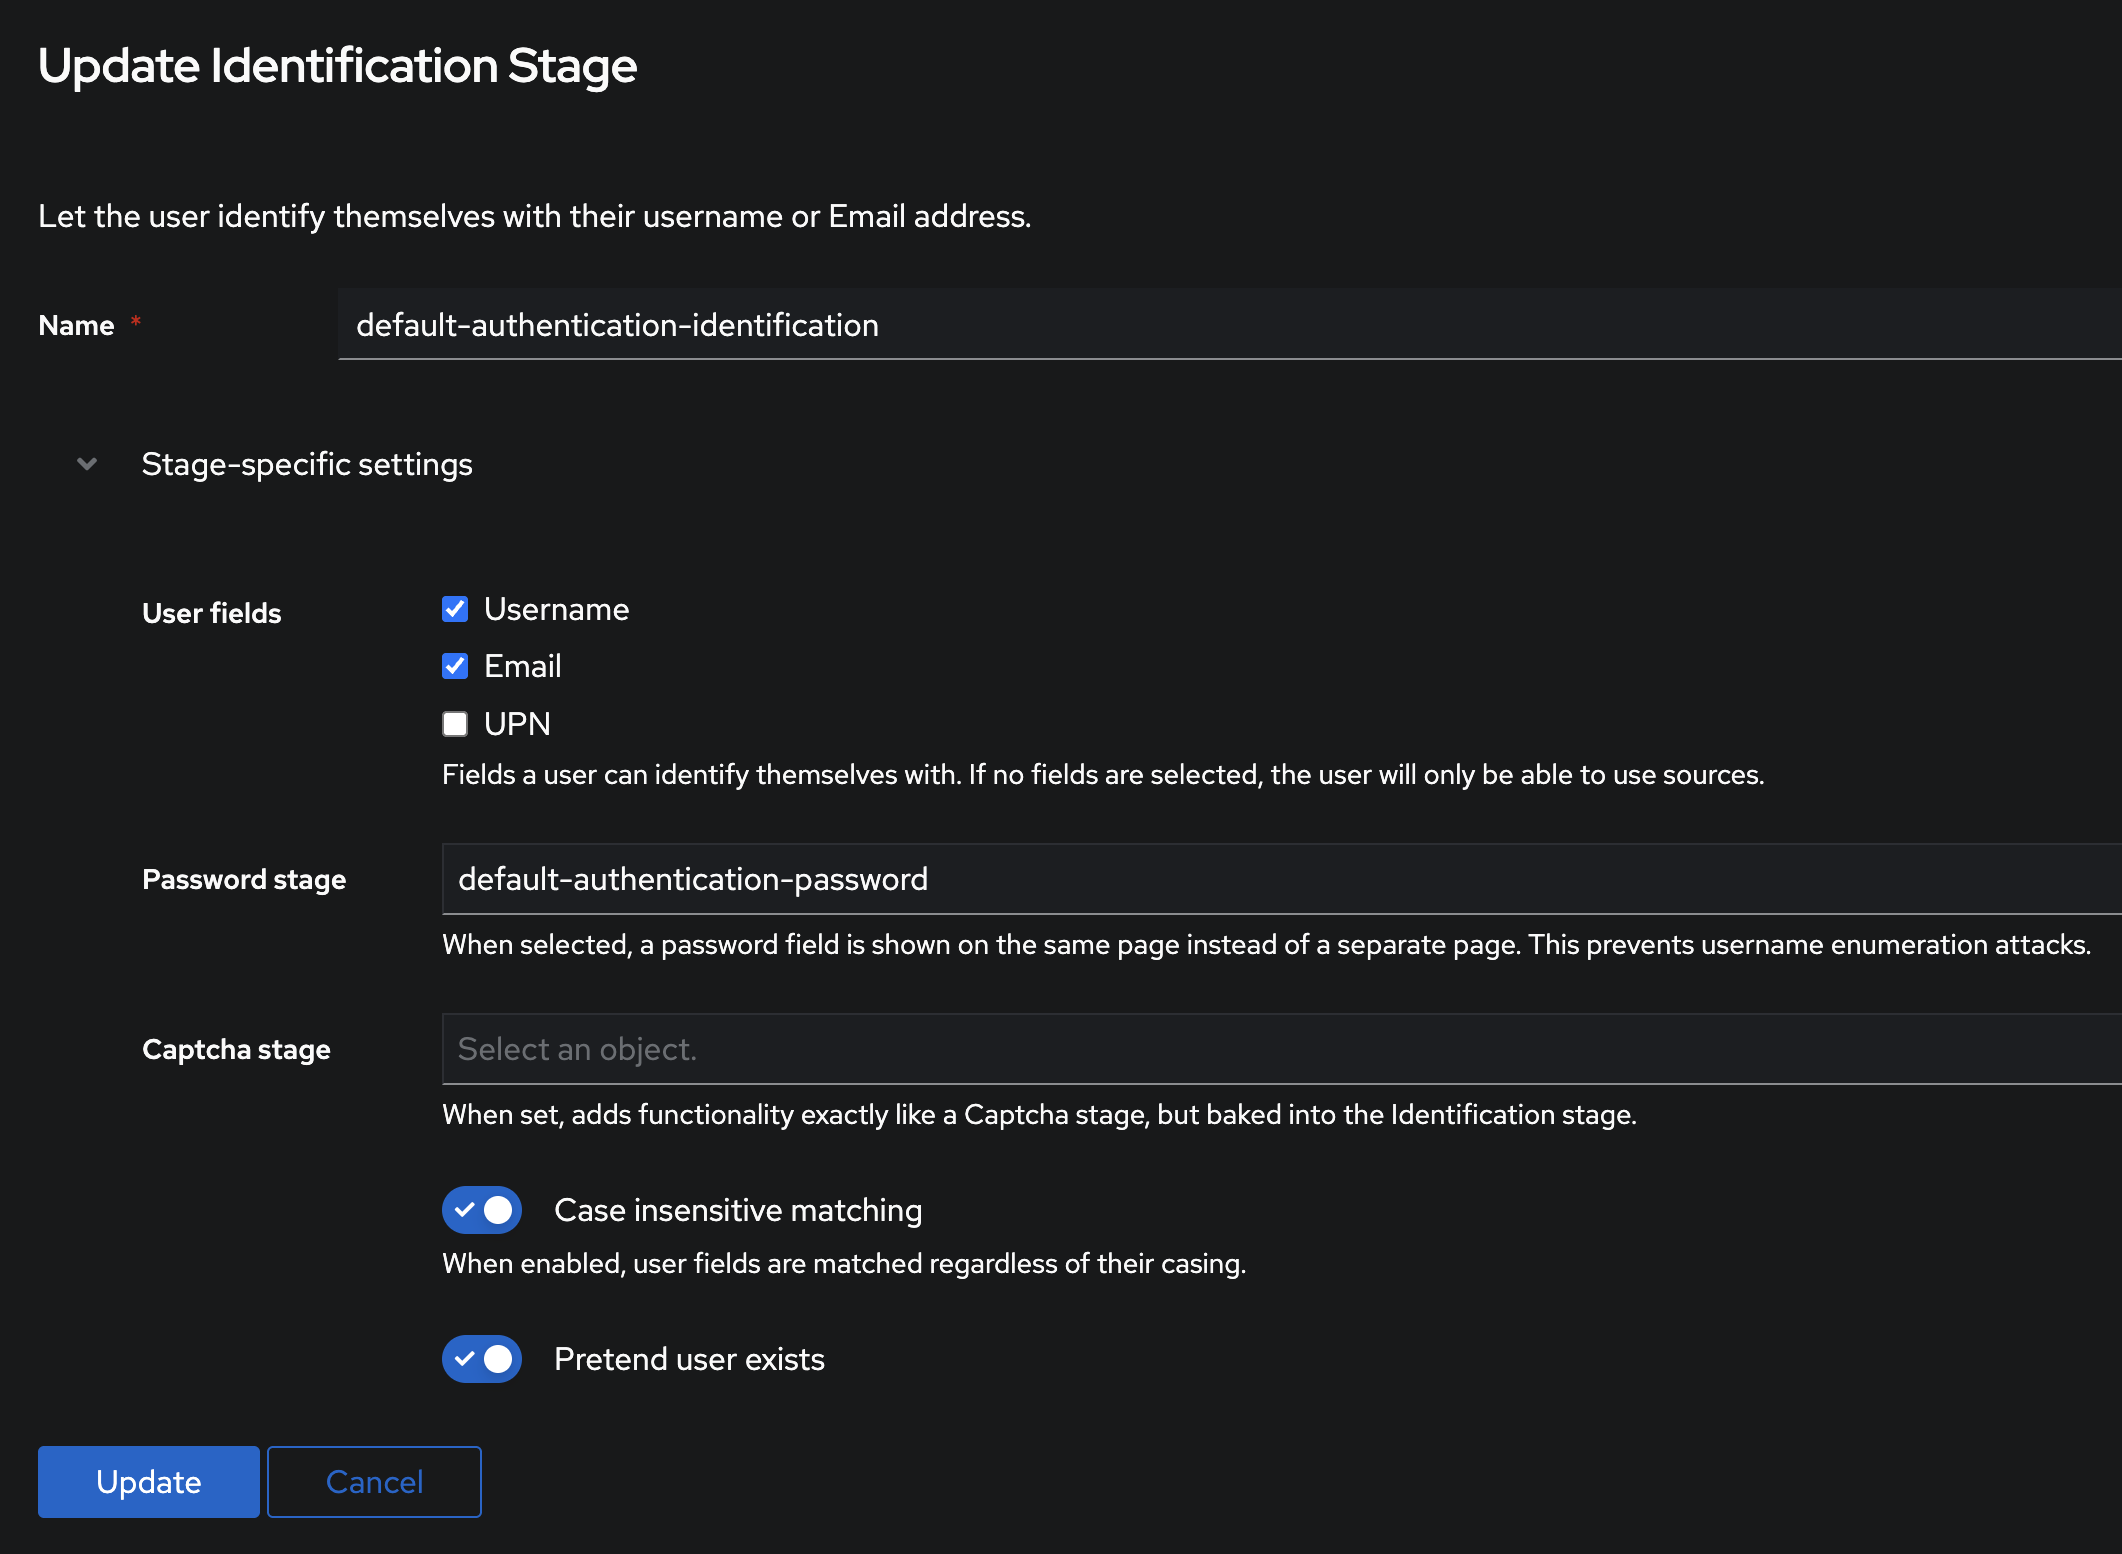 Update Identification Stage
Let the user identify themselves with their username or Email address.
Name *
default-authentication-identification
Stage-specific settings
User fields
Username
Email
UPN
Fields a user can identify themselves with. If no fields are selected, the user will only be able to use sources.
Password stage
default-authentication-password
When selected, a password field is shown on the same page instead of a separate page. This prevents username enumeration attacks.
Captcha stage
Select an object.
When set, adds functionality exactly like a Captcha stage, but baked into the Identification stage.
Case insensitive matching
When enabled, user fields are matched regardless of their casing.
Pretend user exists
Update
Cancel